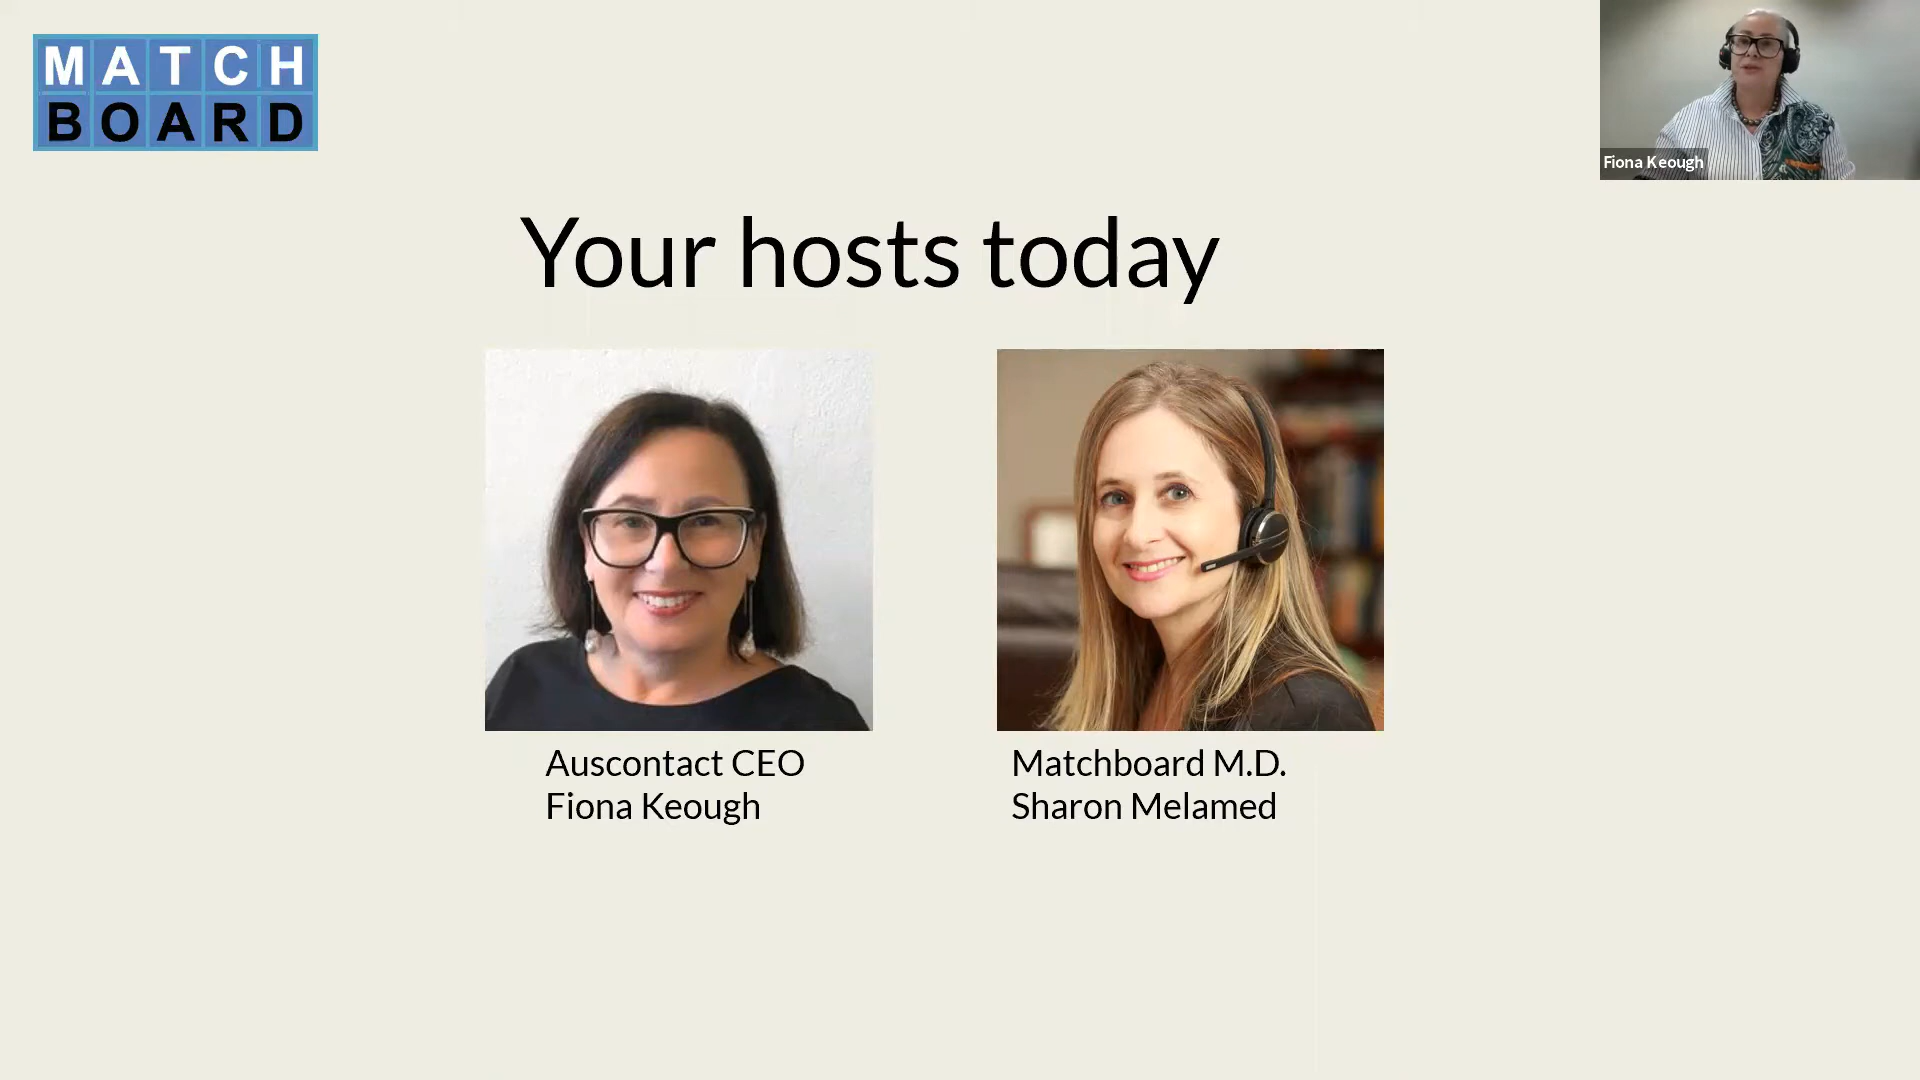 MATCH
BOARD
Fiona Keough
Your hosts today
Auscontact CEO
Fiona Keough
Matchboard M.D.
Sharon Melamed